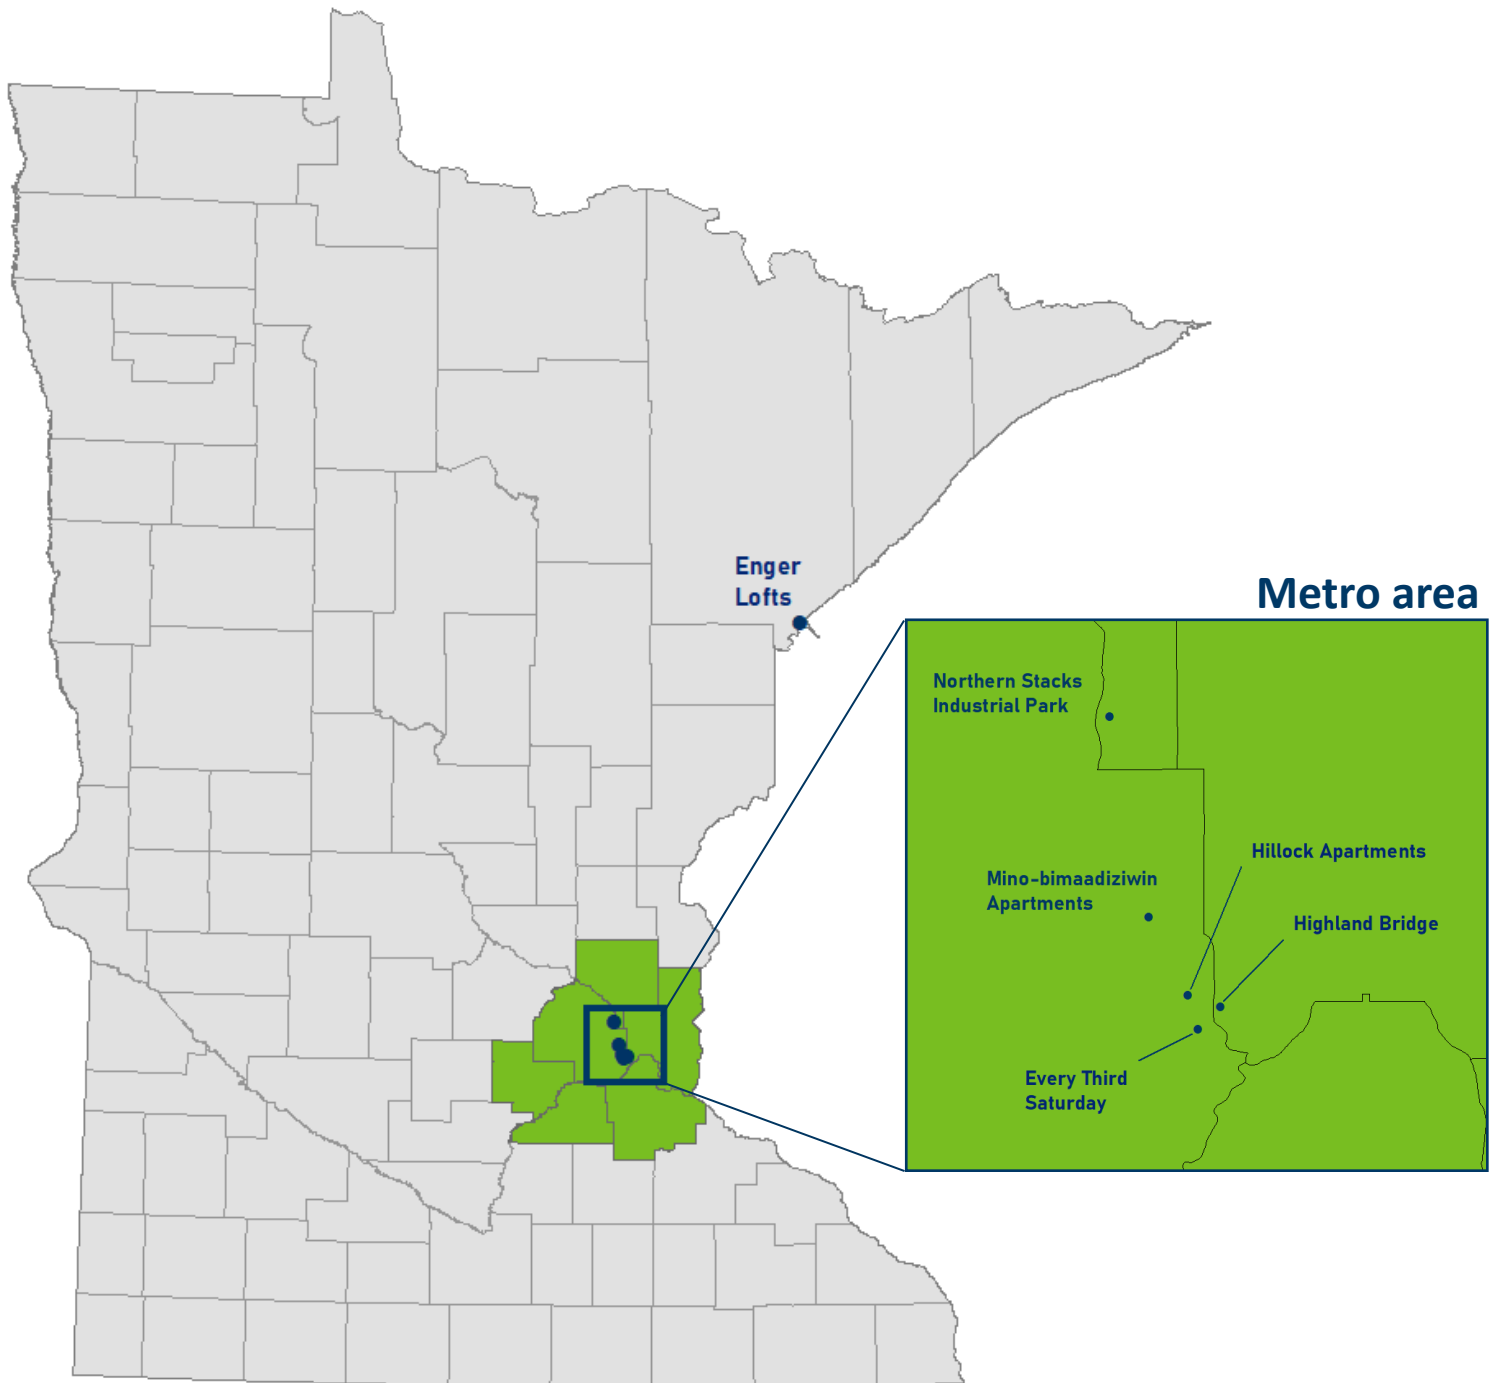 Enger
Lofts
Metro area
Northern Stacks
Industrial Park
Hillock Apartments
Mino-bimaadiziwin
Apartments
Highland Bridge
Every Third
Saturday